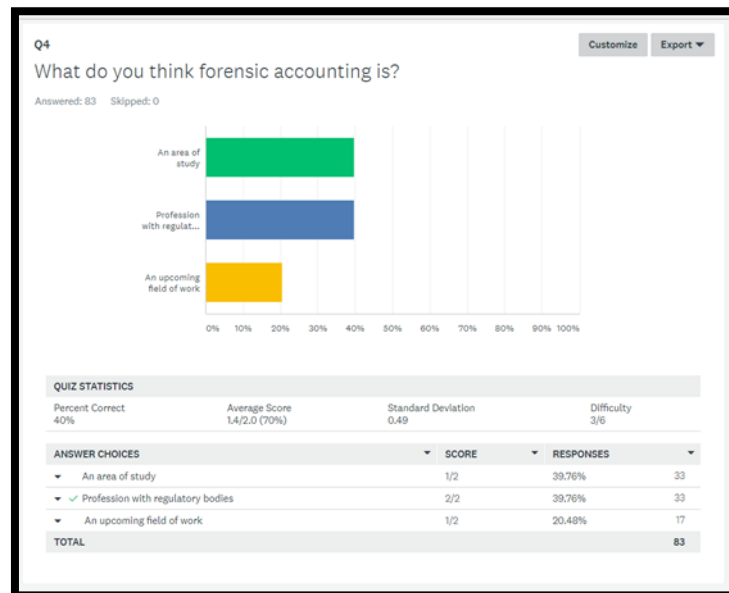 Q4
Customize
Export
What do you think forensic accounting is?
Answered: 83 Skipped: 0
An area of
study
Profession
with regulat...
An upcoming
field of work
0% 10% 20% 30% 40% 50% 60% 70% 80% 90% 100%
QUIZ STATISTICS
Percent Correct Average Score Standard Deviation Difficulty
40% 1.4/2.0 (70%) 0.49 3/6
ANSWER CHOICES SCORE RESPONSES
An area of study 1/2 39.76% 33
Profession with regulatory bodies 2/2 39.76% 33
An upcoming field of work 1/2 20.48% 17
TOTAL 83